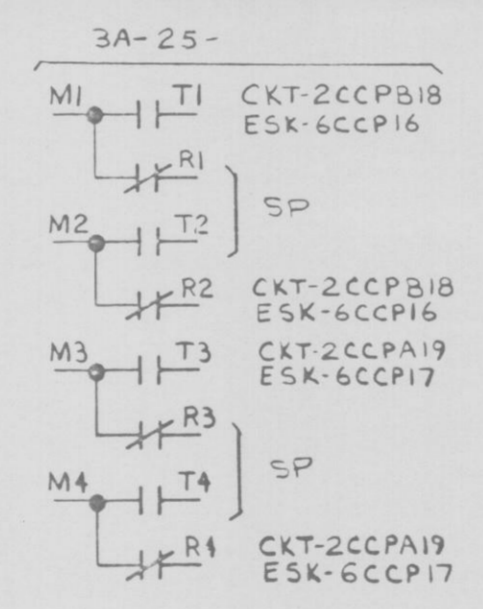 3A-25-
M1 T1 CKT-2CCPB18
ESK-6CCP16
R1
SP
M2 T2
R2 CKT-2CCPB18
ESK-6CCP16
M3 T3 CKT-2CCPA19
ESK-6CCP17
R3
SP
M4 T4
R4 CKT-2CCPA19
ESK-6CCP17